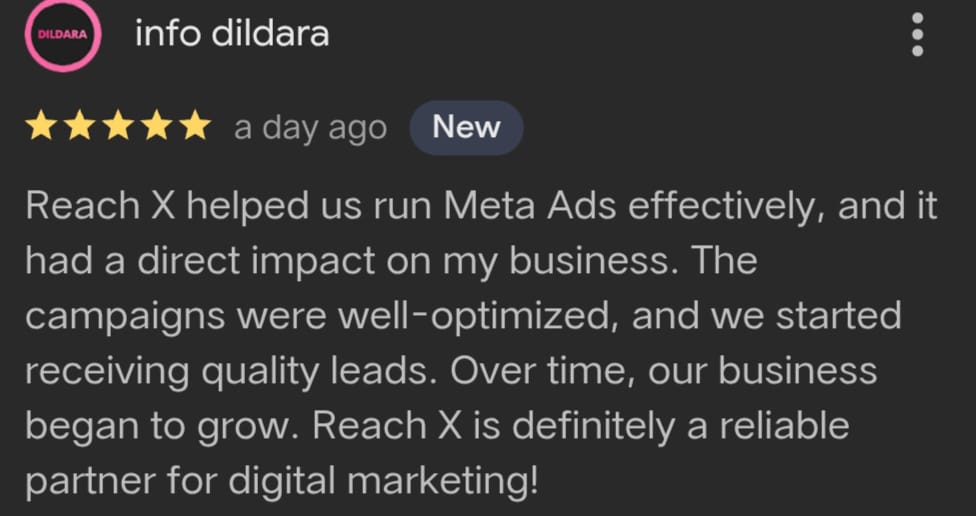 DILDARA
info dildara
a day ago New
Reach X helped us run Meta Ads effectively, and it
had a direct impact on my business. The
campaigns were well-optimized, and we started
receiving quality leads. Over time, our business
began to grow. Reach X is definitely a reliable
partner for digital marketing!